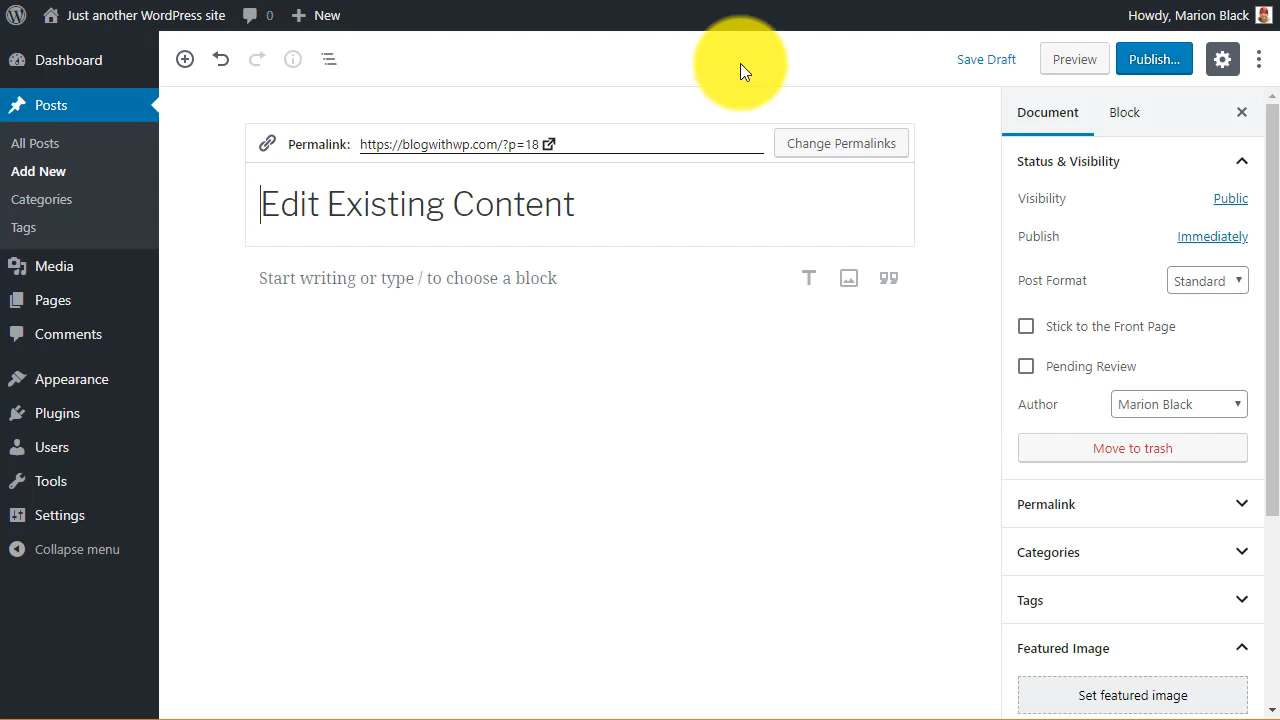 Just another WordPress site 0 New Howdy, Marion Black
Dashboard
Posts
All Posts
Add New
Categories
Tags
Media
Pages
Comments
Appearance
Plugins
Users
Tools
Settings
Collapse menu
Save Draft Preview Publish...
Permalink: https://blogwithwp.com/?p=18 Change Permalinks
Edit Existing Content
Start writing or type / to choose a block
Document Block
Status & Visibility
Visibility Public
Publish Immediately
Post Format Standard
Stick to the Front Page
Pending Review
Author Marion Black
Move to trash
Permalink
Categories
Tags
Featured Image
Set featured image